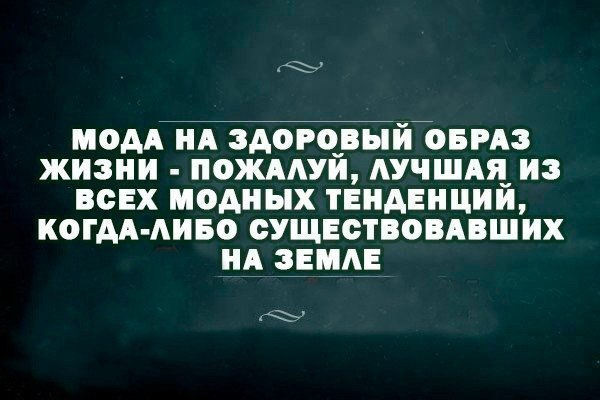 МОДА НА ЗДОРОВЫЙ ОБРАЗ
ЖИЗНИ - ПОЖАЛУЙ, ЛУЧШАЯ ИЗ
ВСЕХ МОДНЫХ ТЕНДЕНЦИЙ,
КОГДА-ЛИБО СУЩЕСТВОВАВШИХ
НА ЗЕМЛЕ